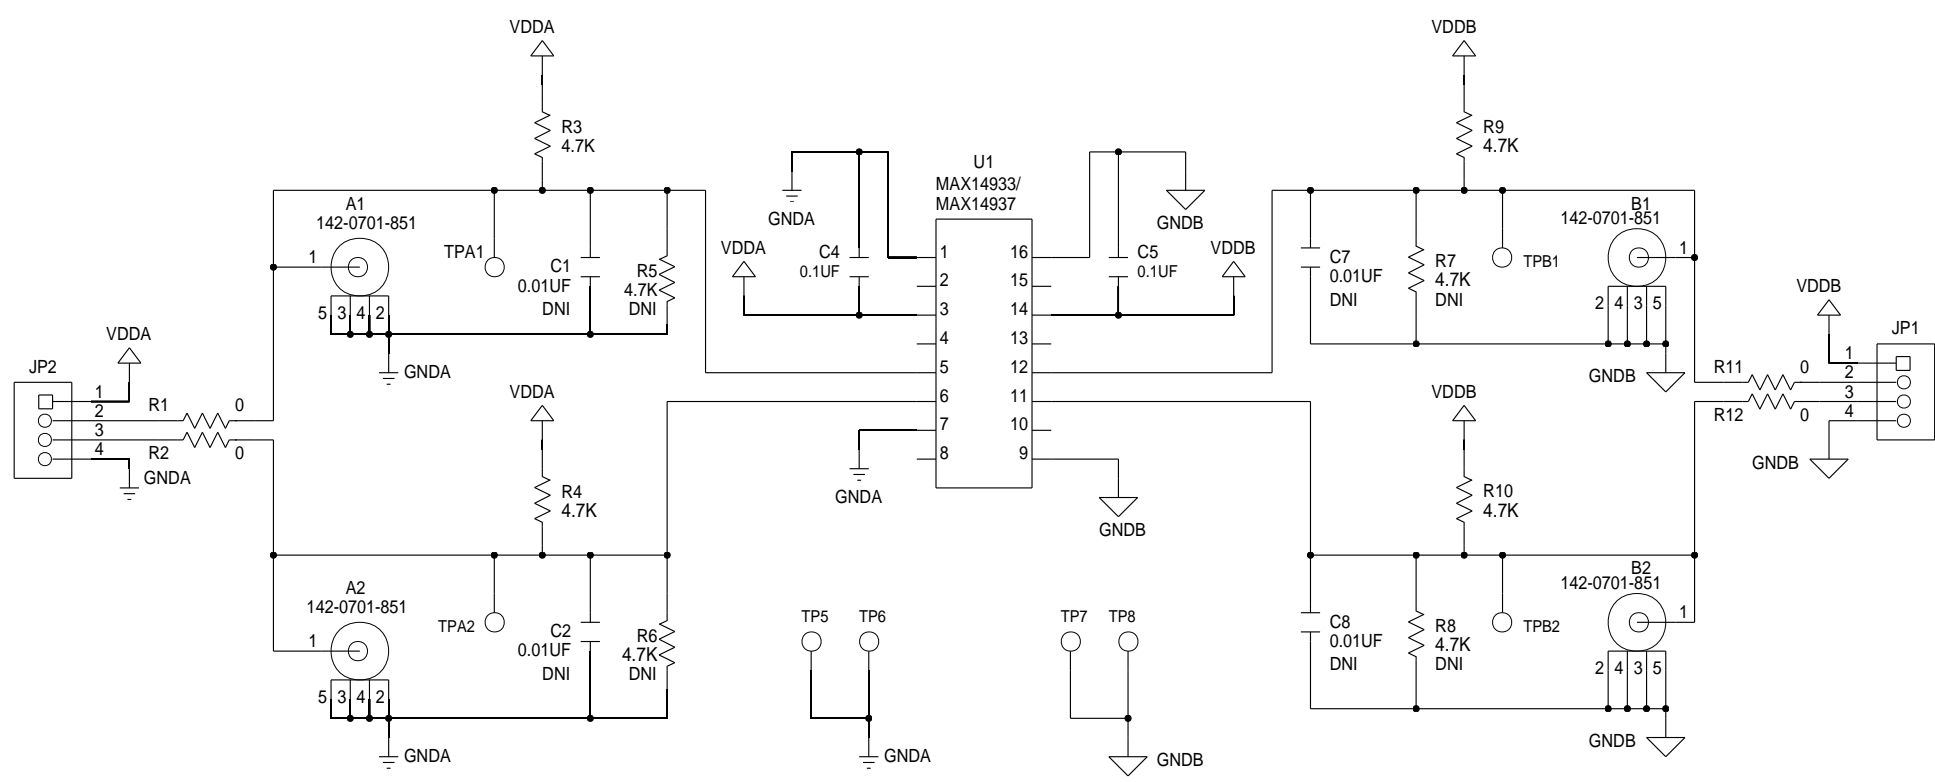 VDDA
VDDB
R3
4.7K
R9
4.7K
U1
MAX14933/
MAX14937
GNDA
GNDB
A1
142-0701-851
1
5 3 4 2
GNDA
TPA1
C1
0.01UF
DNI
R5
4.7K
DNI
VDDA
C4
0.1UF
C5
0.1UF
VDDB
1
2
3
4
5
6
7
8
16
15
14
13
12
11
10
9
GNDA
GNDB
C7
0.01UF
DNI
R7
4.7K
DNI
TPB1
B1
142-0701-851
1
2 4 3 5
GNDB
JP2
VDDA
1
2
3
4
R1 0
R2 0
GNDA
VDDB
JP1
1
2
3
4
R11 0
R12 0
GNDB
VDDA
R4
4.7K
VDDB
R10
4.7K
A2
142-0701-851
1
5 3 4 2
GNDA
TPA2
C2
0.01UF
DNI
R6
4.7K
DNI
TP5 TP6
GNDA
TP7 TP8
GNDB
C8
0.01UF
DNI
R8
4.7K
DNI
TPB2
B2
142-0701-851
1
2 4 3 5
GNDB